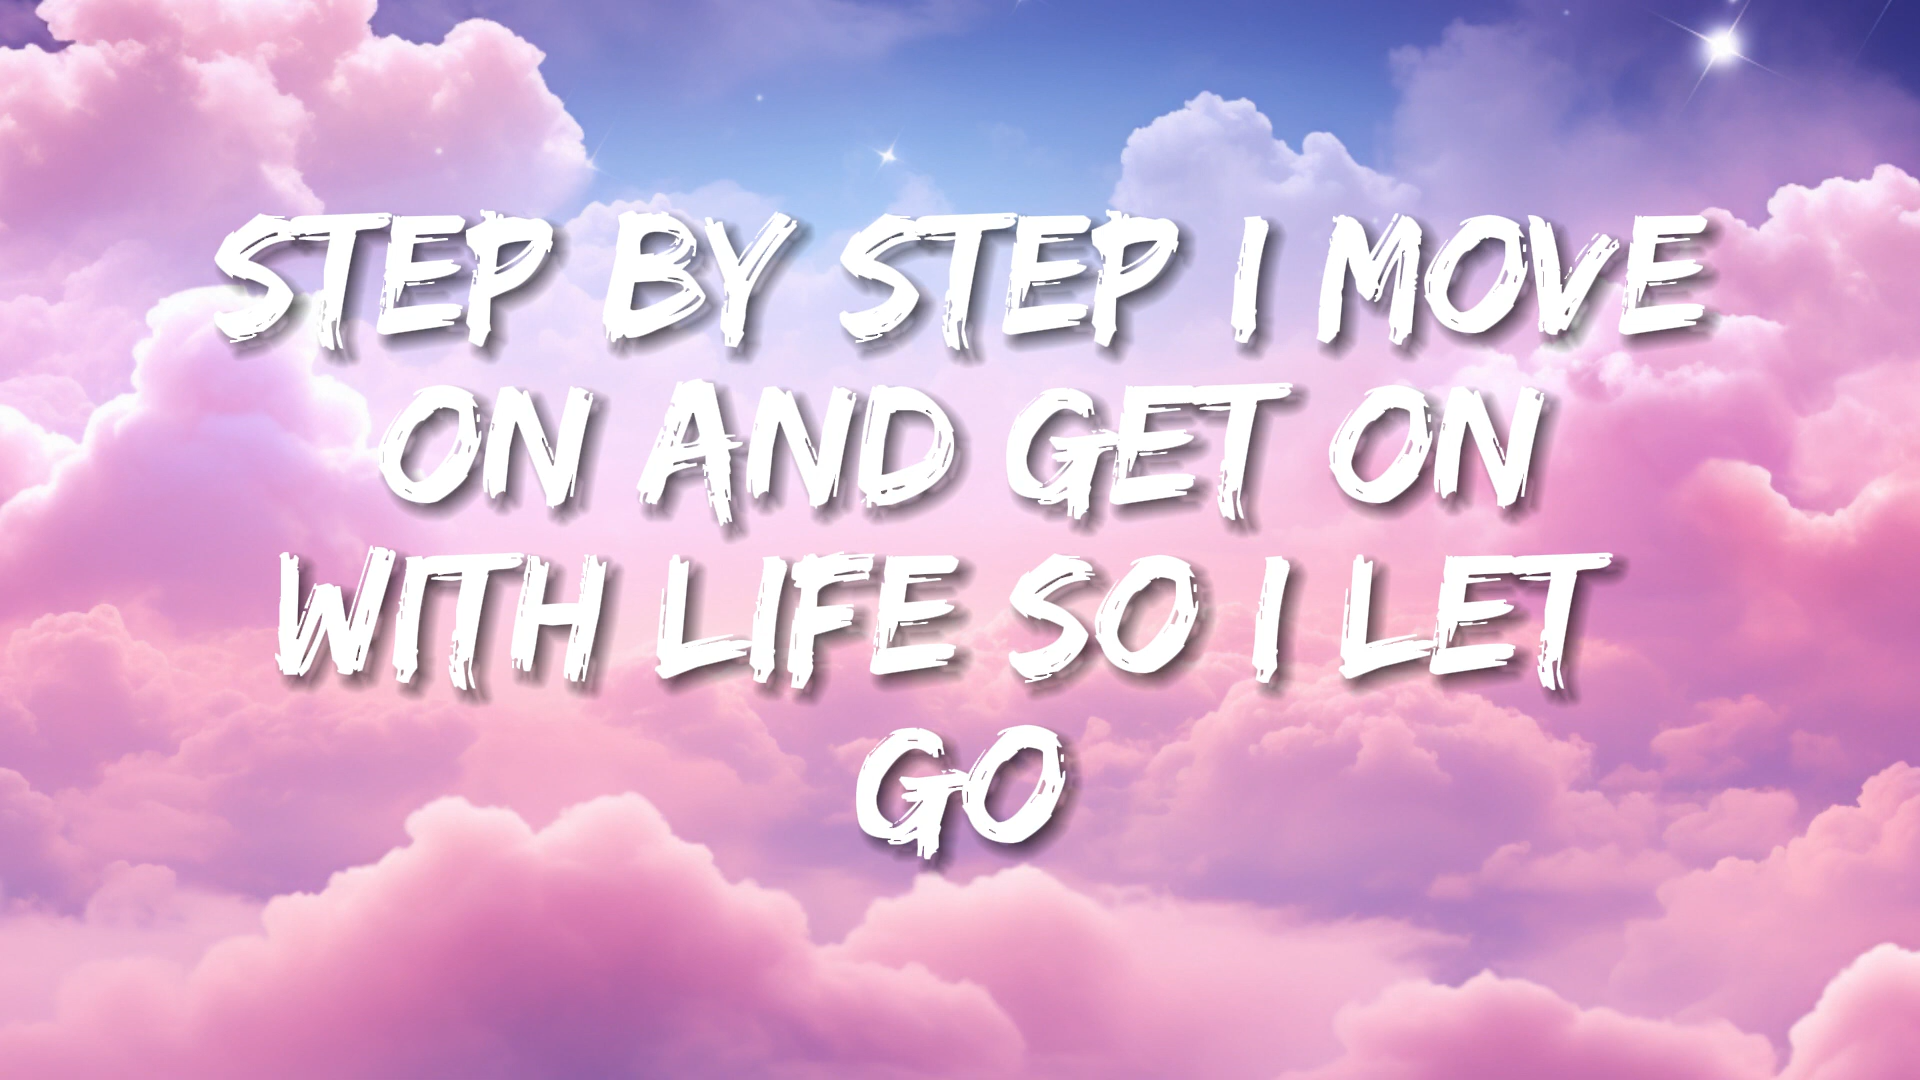 STEP BY STEP I MOVE
ON AND GET ON
WITH LIFE SO I LET
GO